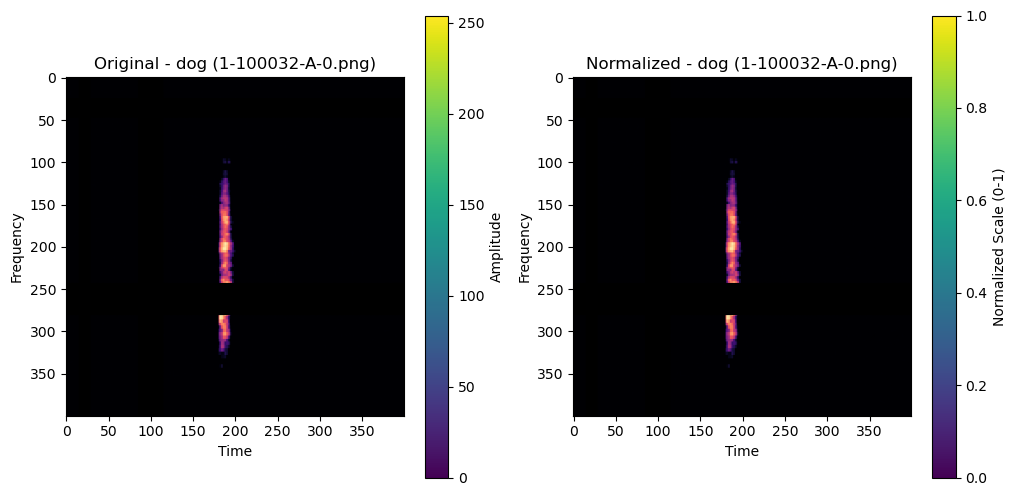 Original - dog (1-100032-A-0.png)
0
50
100
150
200
250
300
350
Frequency
0 50 100 150 200 250 300 350
Time
250
200
150
100
50
0
Amplitude
Normalized - dog (1-100032-A-0.png)
0
50
100
150
200
250
300
350
Frequency
0 50 100 150 200 250 300 350
Time
1.0
0.8
0.6
0.4
0.2
0.0
Normalized Scale (0-1)